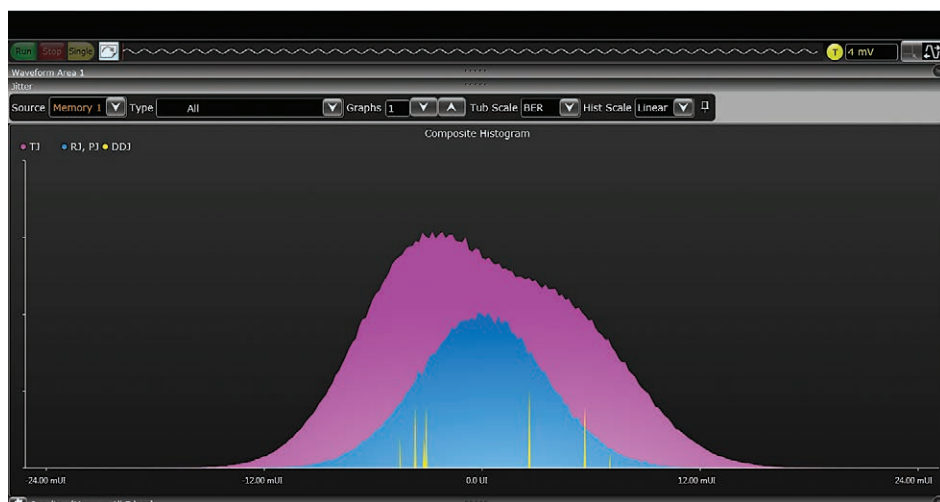 Run Stop Single T 4 mV
Waveform Area 1
Jitter
Source Memory 1 Type All Graphs 1 Tub Scale BER Hist Scale Linear
Composite Histogram
TJ RJ, PJ DDJ
-24.00 mUI -12.00 mUI 0.0 UI 12.00 mUI 24.00 mUI